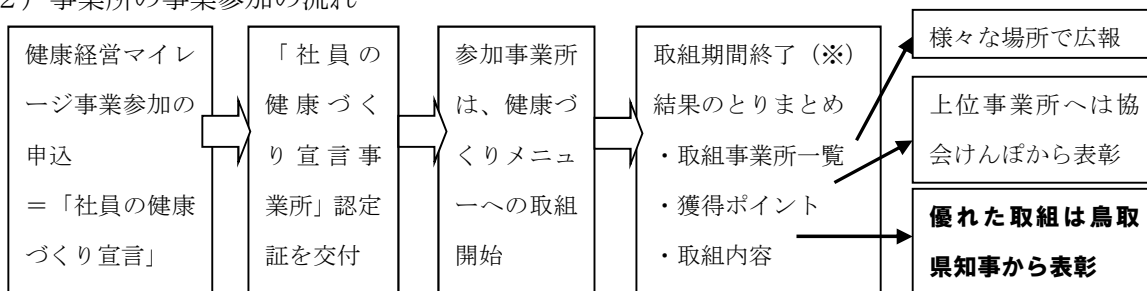 2）事業所の事業参加の流れ
健康経営マイレ
ージ事業参加の
申込
＝「社員の健康
づくり宣言」
「社員の
健康づく
り宣言事
業所」認定
証を交付
参加事業所
は、健康づ
くりメニュ
ーへの取組
開始
取組期間終了（※）
結果のとりまとめ
・取組事業所一覧
・獲得ポイント
・取組内容
様々な場所で広報
上位事業所へは協
会けんぽから表彰
優れた取組は鳥取
県知事から表彰